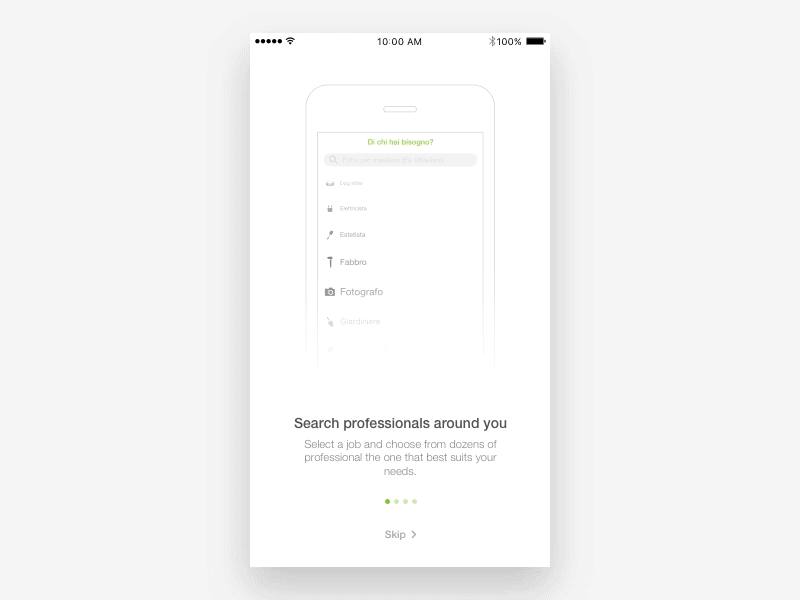 10:00 AM
100%
Di chi hai bisogno?
Elettricista
Estetista
Fabbro
Fotografo
Giardiniere
Search professionals around you
Select a job and choose from dozens of
professional the one that best suits your
needs.
Skip